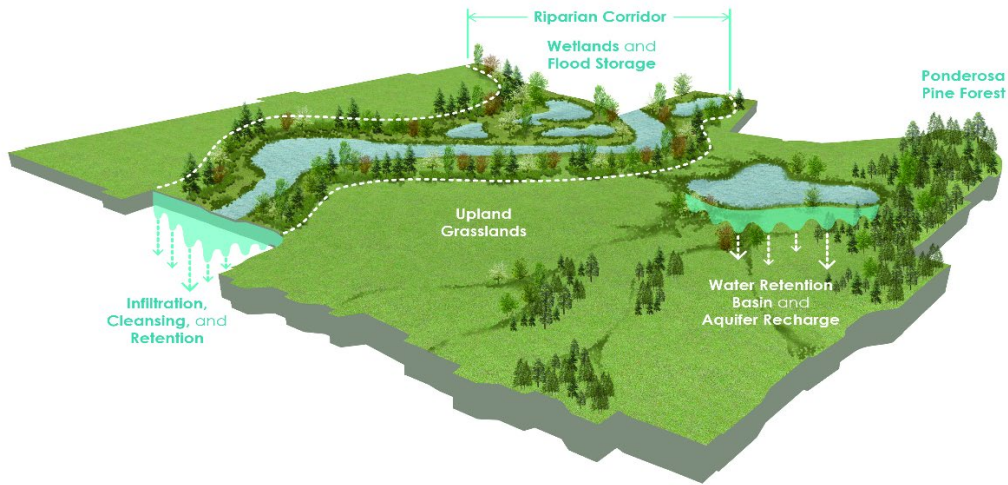 Riparian Corridor
Wetlands and
Flood Storage
Ponderosa
Pine Forest
Upland
Grasslands
Infiltration,
Cleansing, and
Retention
Water Retention
Basin and
Aquifer Recharge